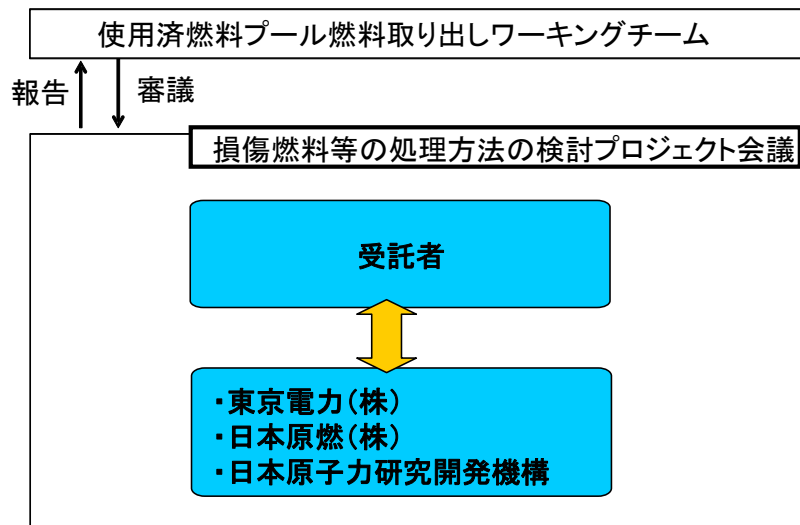 使用済燃料プール燃料取り出しワーキングチーム
報告
審議
損傷燃料等の処理方法の検討プロジェクト会議
受託者
・東京電力(株)
・日本原燃(株)
・日本原子力研究開発機構